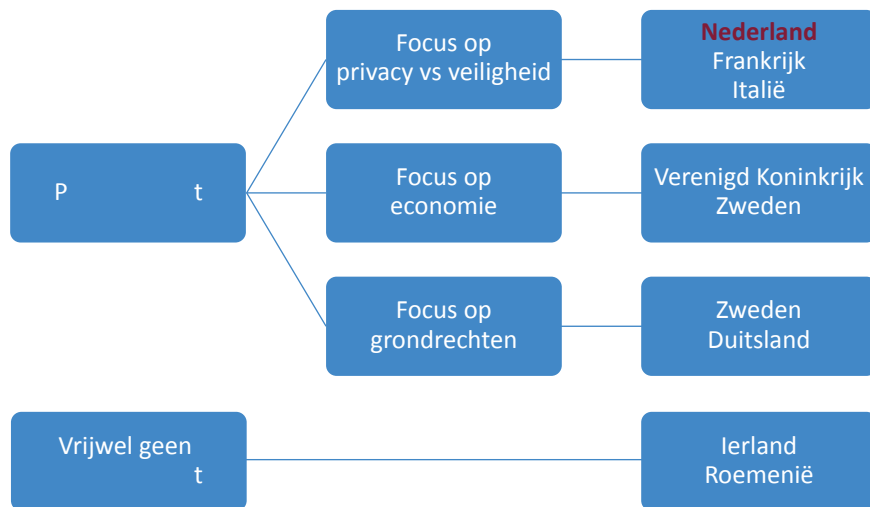 Focus op
privacy vs veiligheid
Nederland
Frankrijk
Italië
P t
Focus op
economie
Verenigd Koninkrijk
Zweden
Focus op
grondrechten
Zweden
Duitsland
Vrijwel geen
t
Ierland
Roemenië